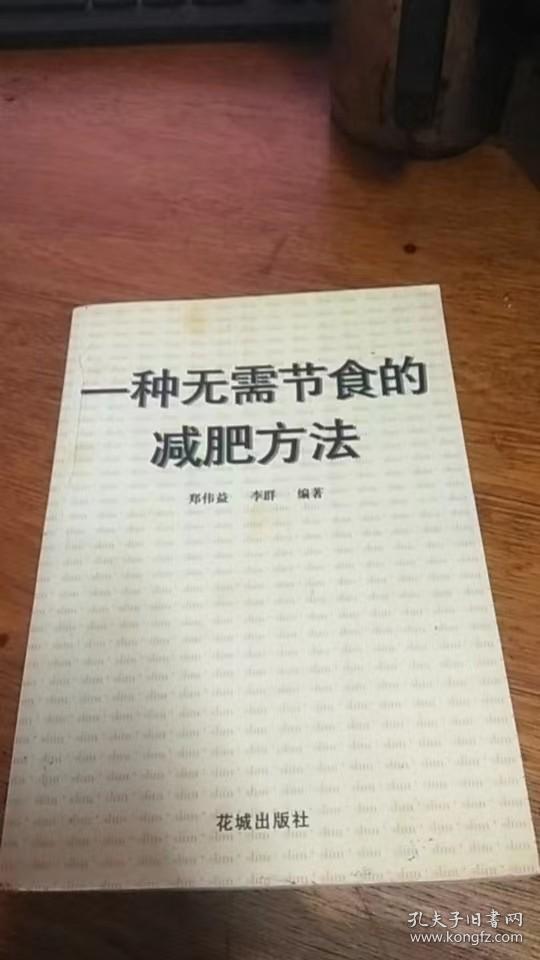 一种无需节食的
减肥方法
郑伟益 李群 编著
花城出版社
孔夫子旧书网
www.kongfz.com